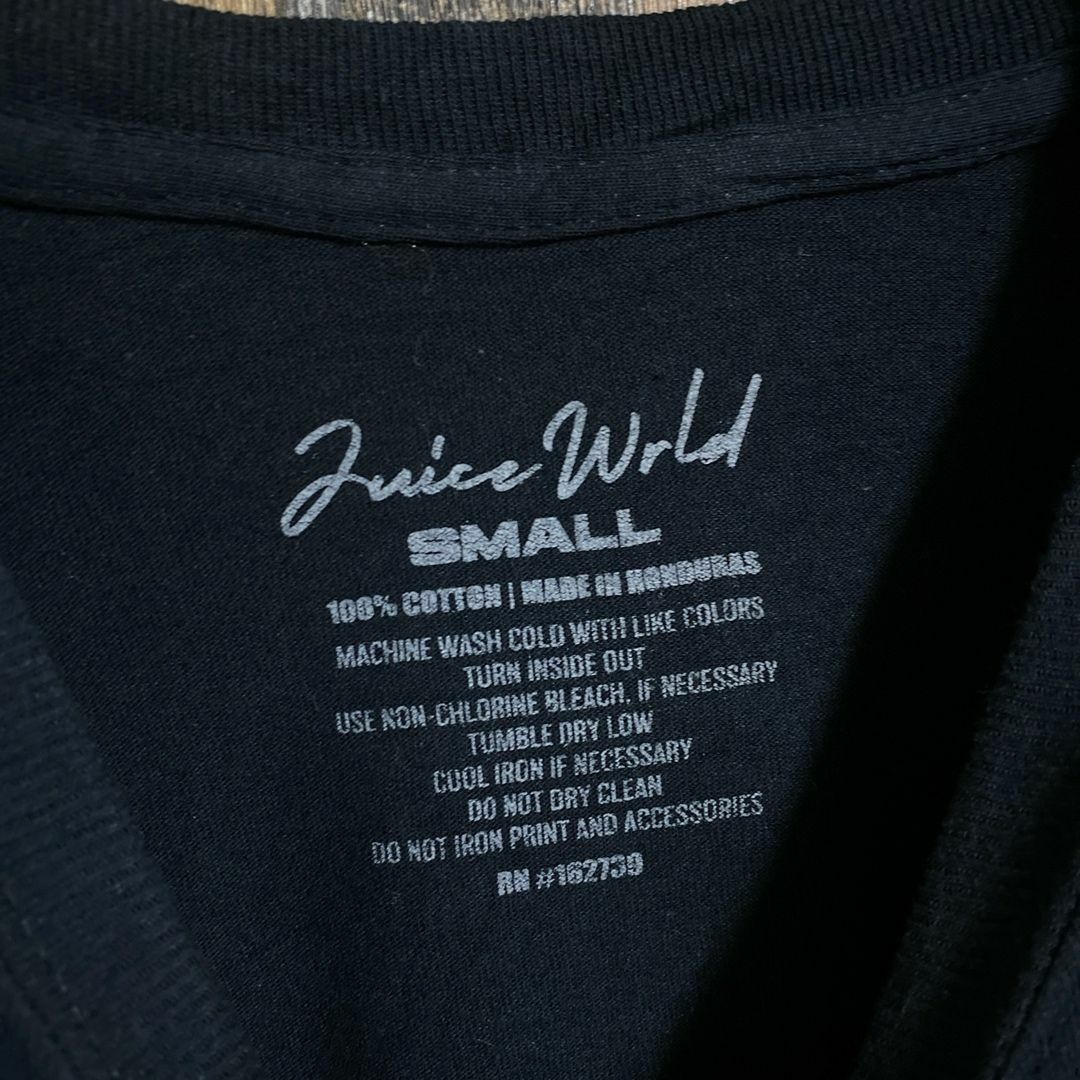 Juice Wrld
SMALL
100% COTTON | MADE IN HONDURAS
MACHINE WASH COLD WITH LIKE COLORS
TURN INSIDE OUT
USE NON-CHLORINE BLEACH, IF NECESSARY
TUMBLE DRY LOW
COOL IRON IF NECESSARY
DO NOT DRY CLEAN
DO NOT IRON PRINT AND ACCESSORIES
RN #162739